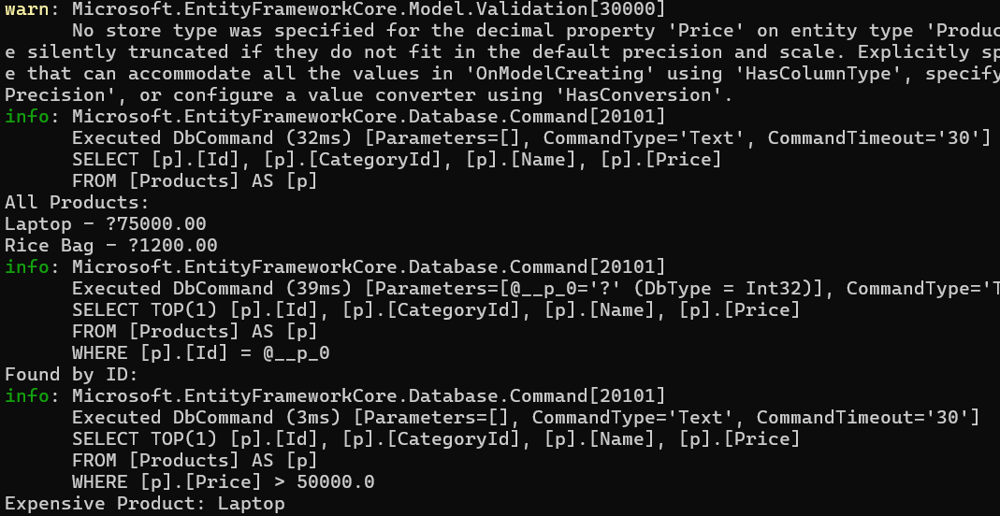 warn: Microsoft.EntityFrameworkCore.Model.Validation[30000]
No store type was specified for the decimal property 'Price' on entity type 'Produc
e silently truncated if they do not fit in the default precision and scale. Explicitly sp
e that can accommodate all the values in 'OnModelCreating' using 'HasColumnType', specify
Precision', or configure a value converter using 'HasConversion'.
info: Microsoft.EntityFrameworkCore.Database.Command[20101]
Executed DbCommand (32ms) [Parameters=[], CommandType='Text', CommandTimeout='30']
SELECT [p].[Id], [p].[CategoryId], [p].[Name], [p].[Price]
FROM [Products] AS [p]
All Products:
Laptop - ?75000.00
Rice Bag - ?1200.00
info: Microsoft.EntityFrameworkCore.Database.Command[20101]
Executed DbCommand (39ms) [Parameters=[@__p_0='?' (DbType = Int32)], CommandType='T
SELECT TOP(1) [p].[Id], [p].[CategoryId], [p].[Name], [p].[Price]
FROM [Products] AS [p]
WHERE [p].[Id] = @__p_0
Found by ID:
info: Microsoft.EntityFrameworkCore.Database.Command[20101]
Executed DbCommand (3ms) [Parameters=[], CommandType='Text', CommandTimeout='30']
SELECT TOP(1) [p].[Id], [p].[CategoryId], [p].[Name], [p].[Price]
FROM [Products] AS [p]
WHERE [p].[Price] > 50000.0
Expensive Product: Laptop